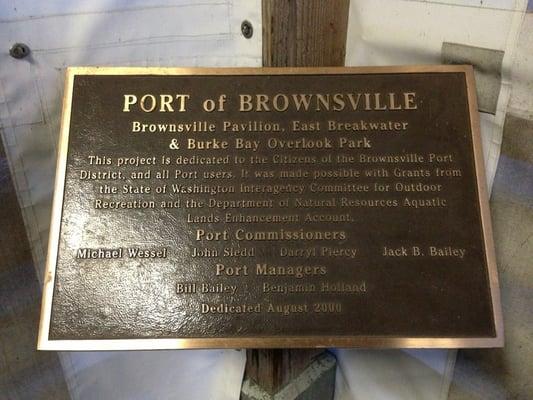 PORT of BROWNSVILLE
Brownsville Pavilion, East Breakwater
& Burke Bay Overlook Park
This project is dedicated to the Citizens of the Brownsville Port
District, and all Port users. It was made possible with Grants from
the State of Washington Interagency Committee for Outdoor
Recreation and the Department of Natural Resources Aquatic
Lands Enhancement Account.
Port Commissioners
Michael Wessel John Sledd Darryl Piercy Jack B. Bailey
Port Managers
Bill Bailey Benjamin Holland
Dedicated August 2000